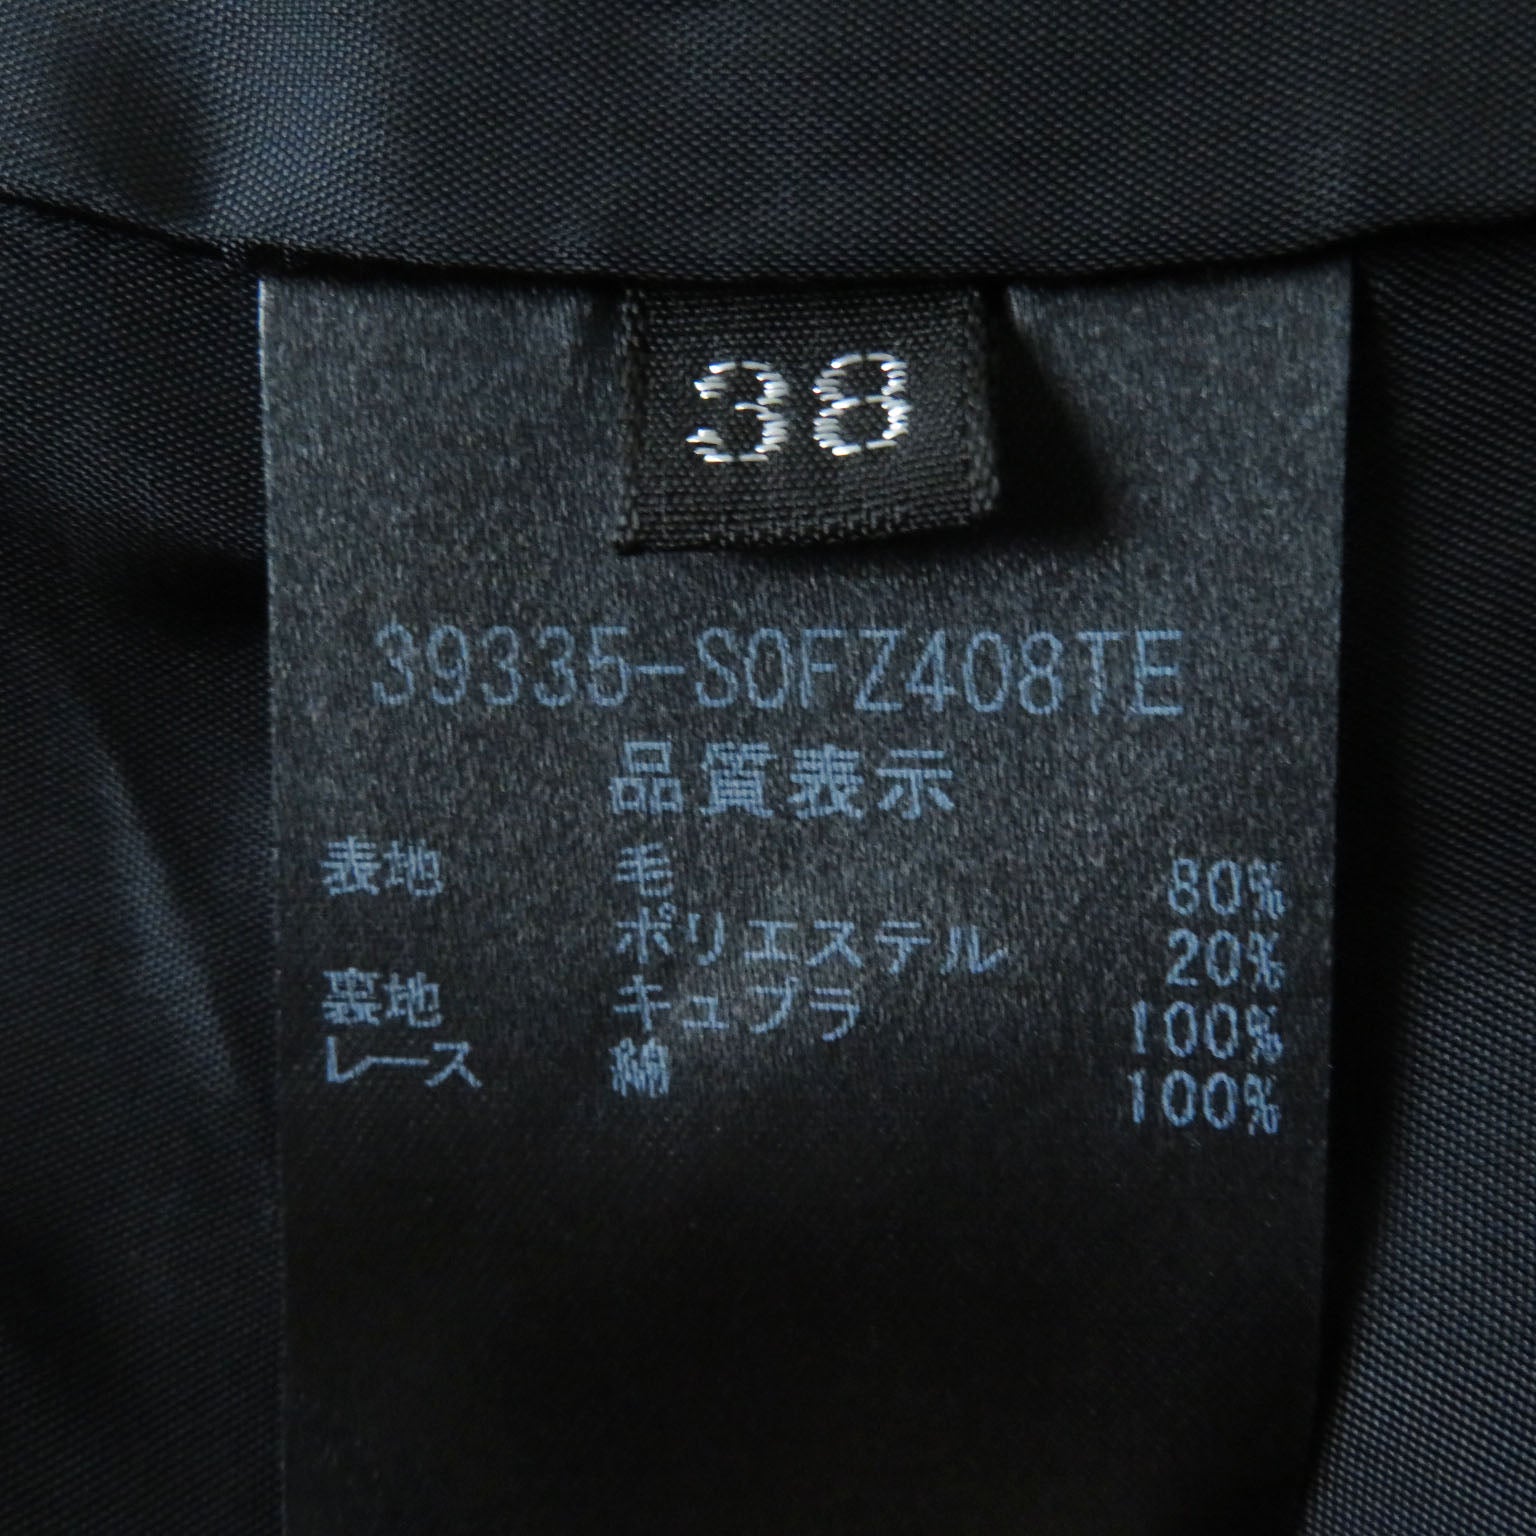 38
39335-S0FZ408TE
品質表示
表地 毛 80%
ポリエステル 20%
裏地 キュプラ 100%
レース 綿 100%